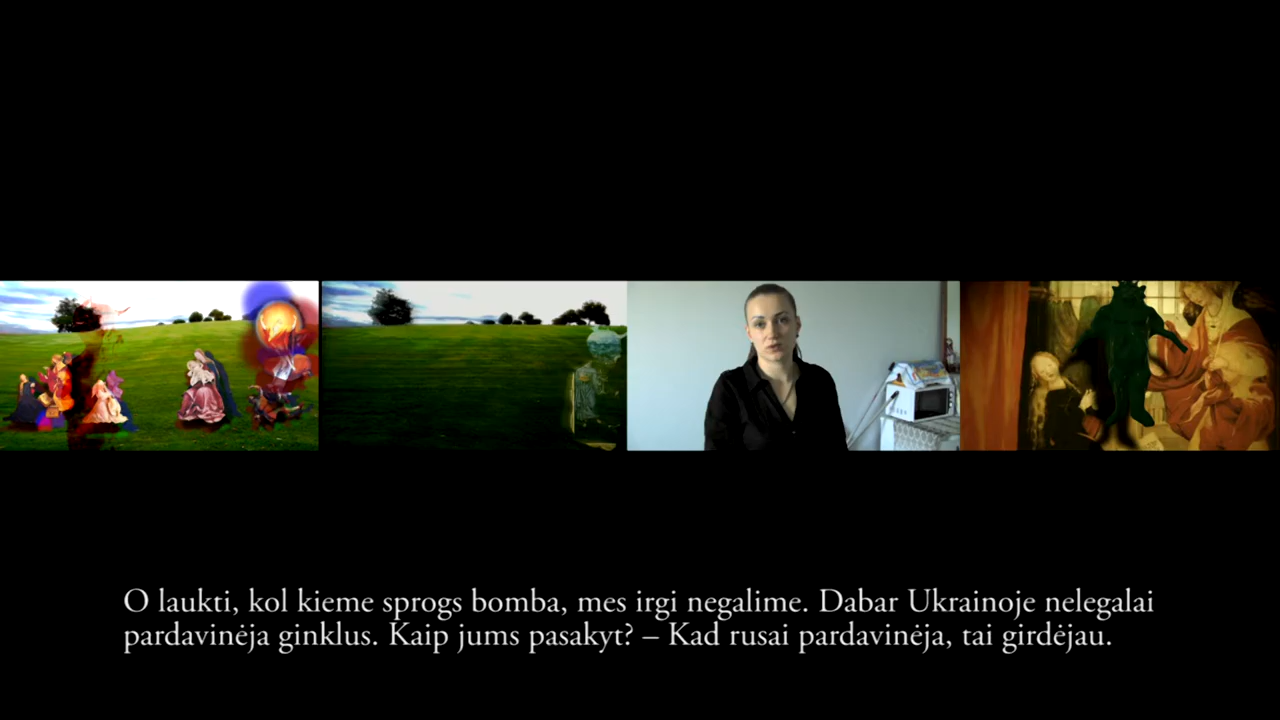 O laukti, kol kieme sprogs bomba, mes irgi negalime. Dabar Ukrainoje nelegalai
pardavinėja ginklus. Kaip jums pasakyt? – Kad rusai pardavinėja, tai girdėjau.